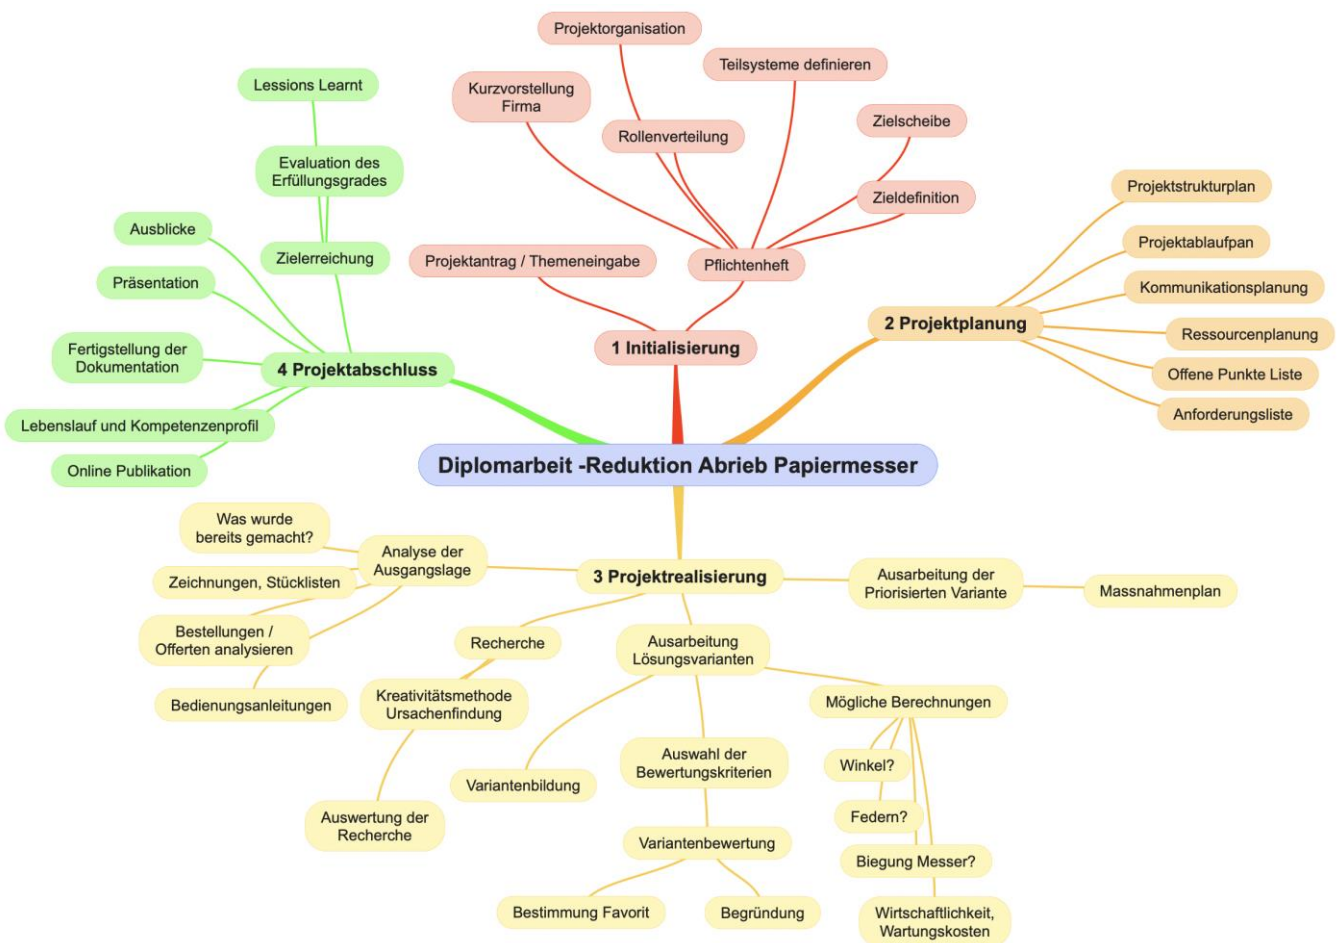 Projektorganisation
Teilsysteme definieren
Lessions Learnt
Kurzvorstellung
Firma
Zielscheibe
Rollenverteilung
Evaluation des
Erfüllungsgrades
Projektstrukturplan
Zieldefinition
Ausblicke
Projektablaufpan
Zielerreichung
Projektantrag / Themeneingabe
Pflichtenheft
Präsentation
Kommunikationsplanung
2 Projektplanung
Ressourcenplanung
1 Initialisierung
Fertigstellung der
Dokumentation
4 Projektabschluss
Offene Punkte Liste
Anforderungsliste
Lebenslauf und Kompetenzenprofil
Online Publikation
Diplomarbeit -Reduktion Abrieb Papiermesser
Was wurde
bereits gemacht?
Analyse der
Ausgangslage
Zeichnungen, Stücklisten
3 Projektrealisierung
Ausarbeitung der
Priorisierten Variante
Massnahmenplan
Bestellungen /
Offerten analysieren
Recherche
Ausarbeitung
Lösungsvarianten
Bedienungsanleitungen
Kreativitätsmethode
Ursachenfindung
Mögliche Berechnungen
Auswahl der
Bewertungskriterien
Winkel?
Variantenbildung
Auswertung der
Recherche
Federn?
Variantenbewertung
Biegung Messer?
Bestimmung Favorit
Begründung
Wirtschaftlichkeit,
Wartungskosten